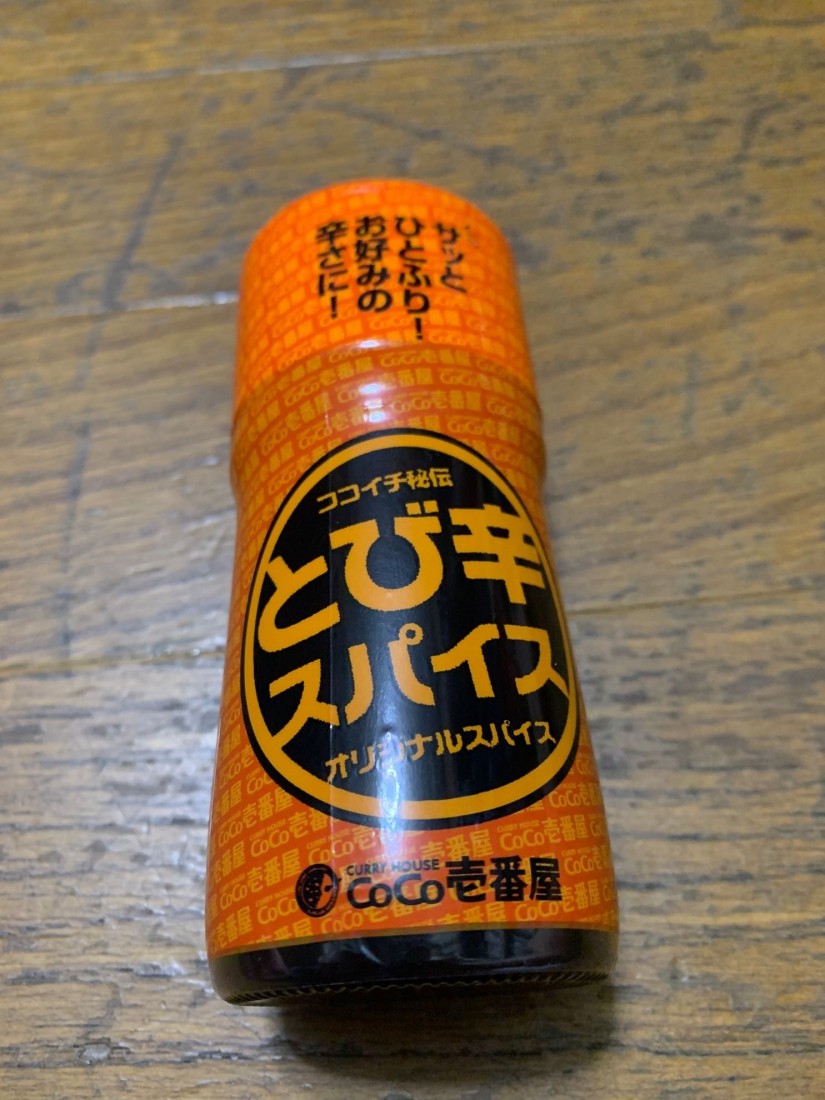 サッと
ひとふり!
お好みの
辛さに!
ココイチ秘伝
とび辛
スパイス
オリジナルスパイス
CURRY HOUSE
CoCo壱番屋